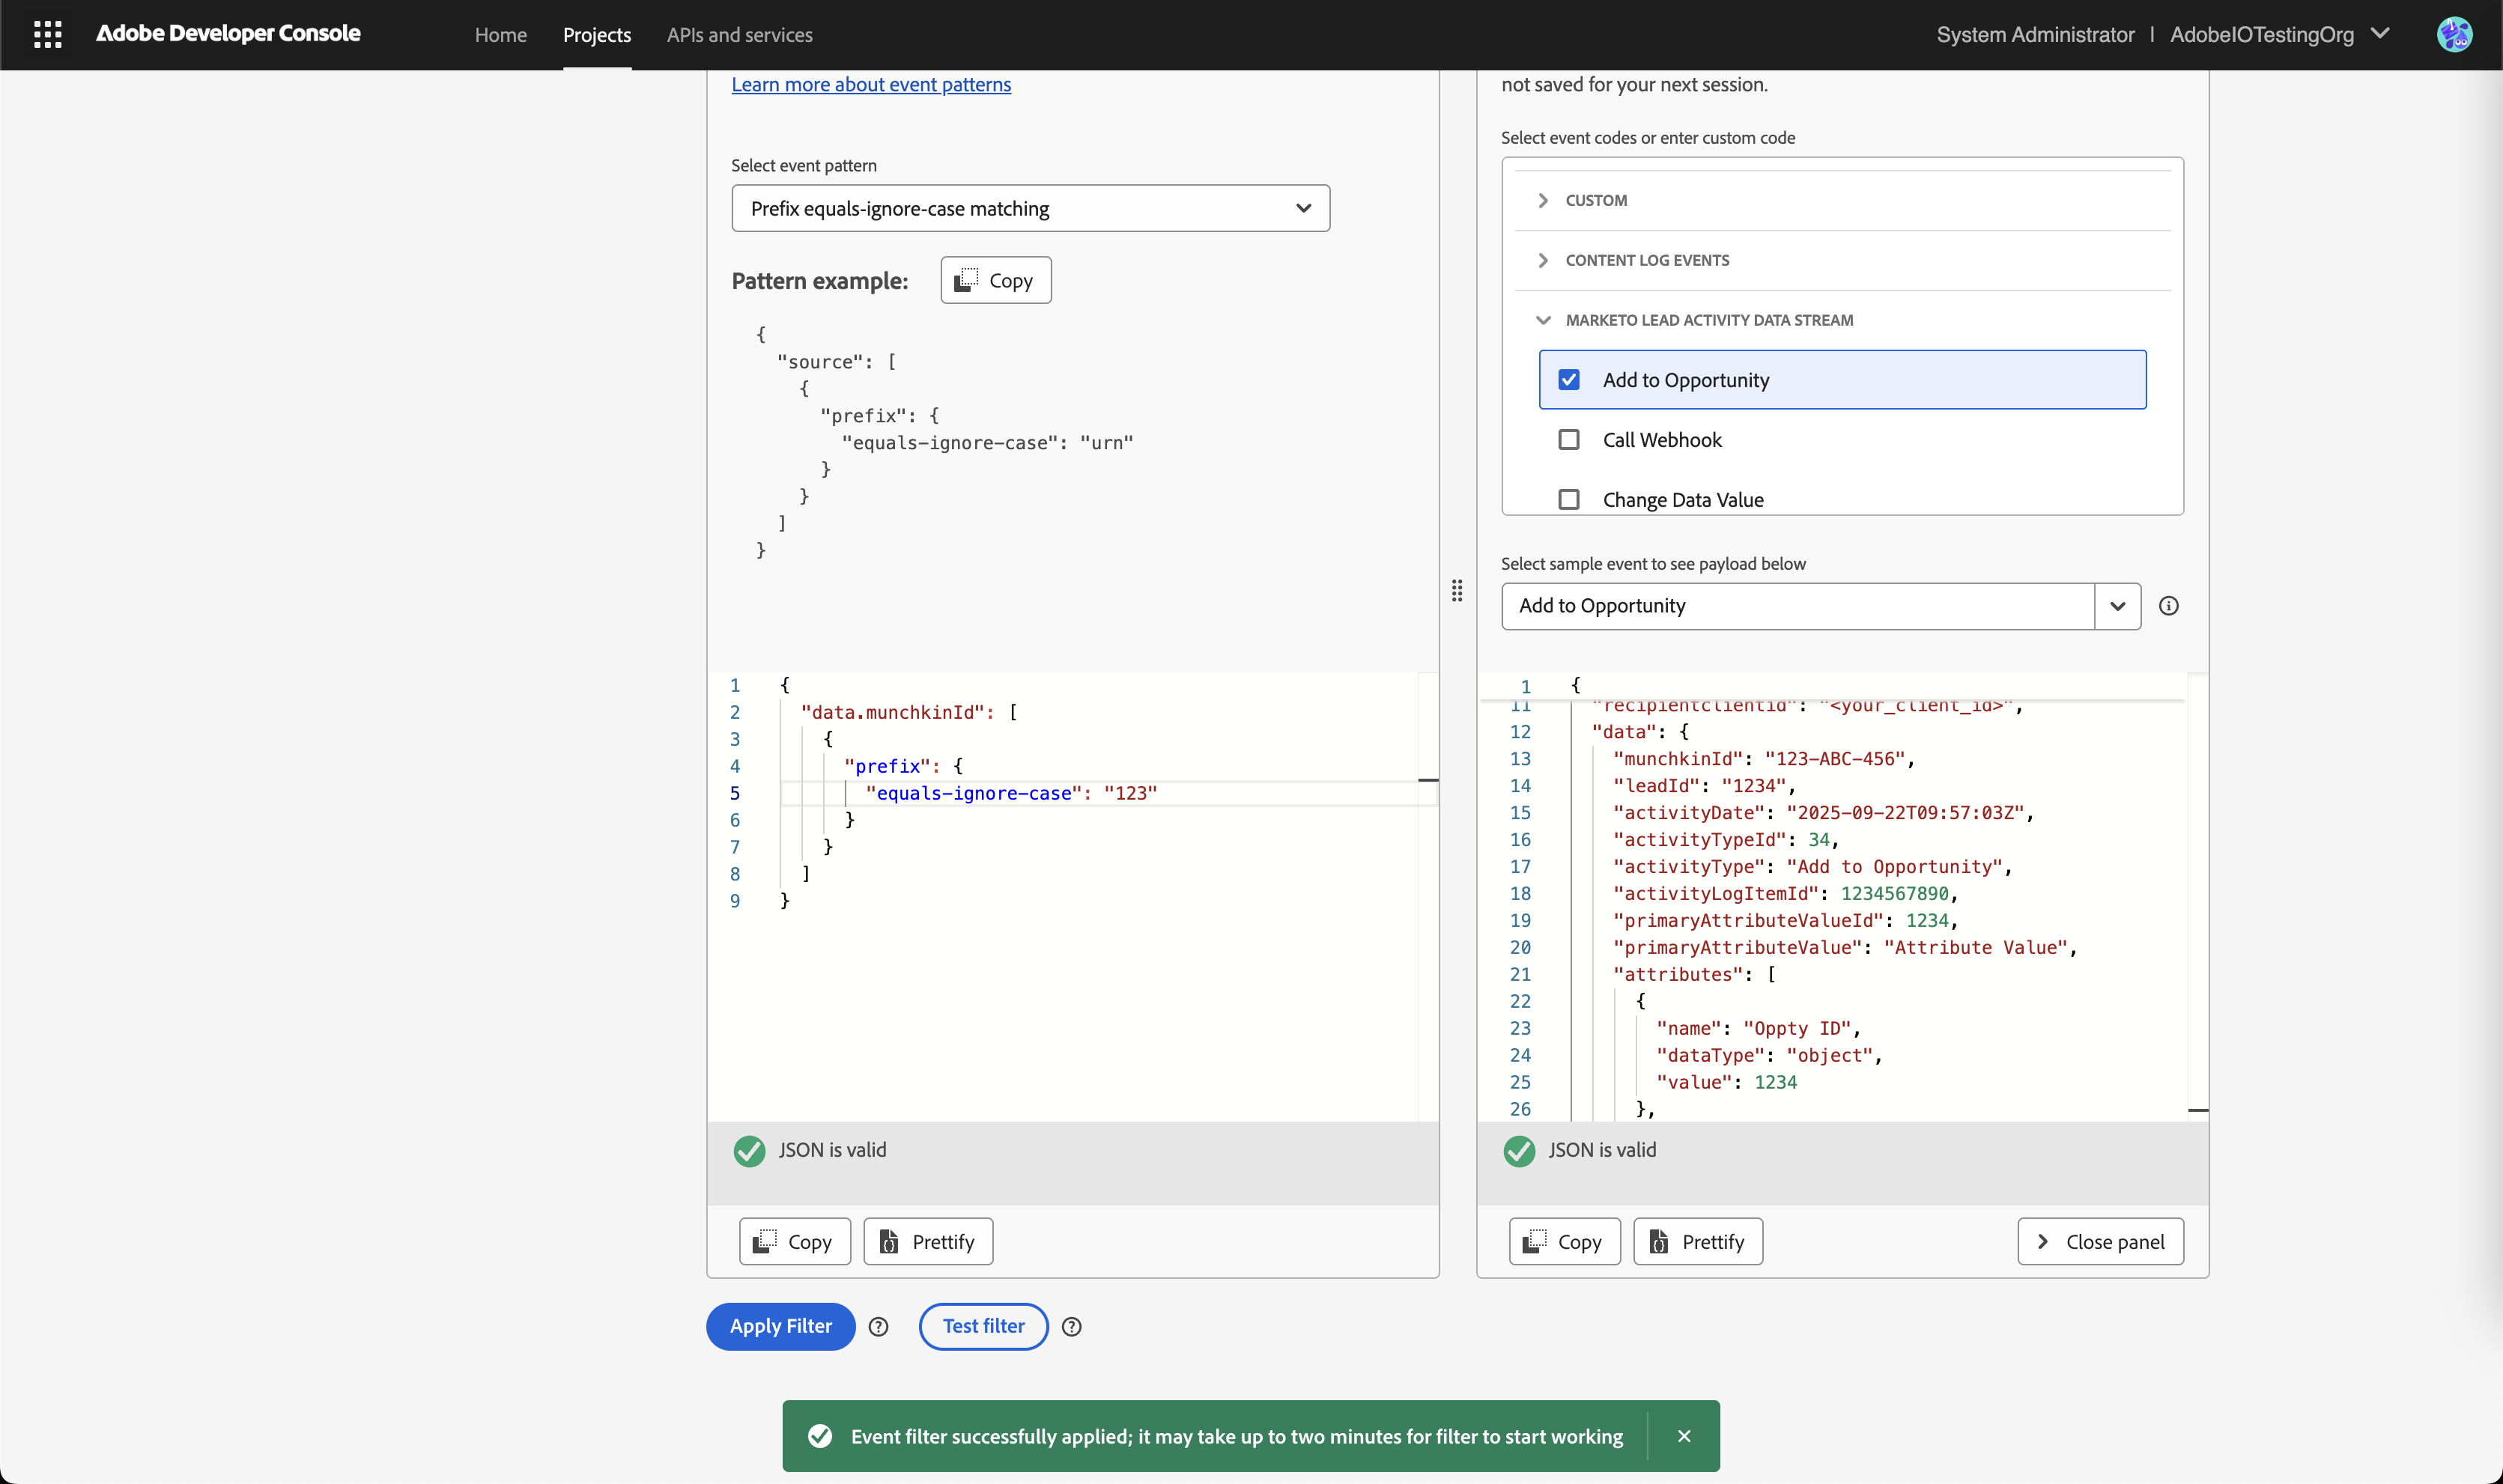 Adobe Developer Console
Home
Projects
APIs and services
System Administrator | AdobeIOTestingOrg
Learn more about event patterns
Select event pattern
Prefix equals-ignore-case matching
Pattern example:
Copy
{
"source": [
{
"prefix": {
"equals-ignore-case": "urn"
}
}
]
}
1 {
2 "data.munchkinId": [
3 {
4 "prefix": {
5 "equals-ignore-case": "123"
6 }
7 }
8 ]
9 }
JSON is valid
Copy
Prettify
not saved for your next session.
Select event codes or enter custom code
CUSTOM
CONTENT LOG EVENTS
MARKETO LEAD ACTIVITY DATA STREAM
Add to Opportunity
Call Webhook
Change Data Value
Select sample event to see payload below
Add to Opportunity
1 {
11 "recipientclientid": "<your_client_id>",
12 "data": {
13 "munchkinId": "123-ABC-456",
14 "leadId": "1234",
15 "activityDate": "2025-09-22T09:57:03Z",
16 "activityTypeId": 34,
17 "activityType": "Add to Opportunity",
18 "activityLogItemId": 1234567890,
19 "primaryAttributeValueId": 1234,
20 "primaryAttributeValue": "Attribute Value",
21 "attributes": [
22 {
23 "name": "Oppty ID",
24 "dataType": "object",
25 "value": 1234
26 },
JSON is valid
Copy
Prettify
Close panel
Apply Filter
Test filter
Event filter successfully applied; it may take up to two minutes for filter to start working